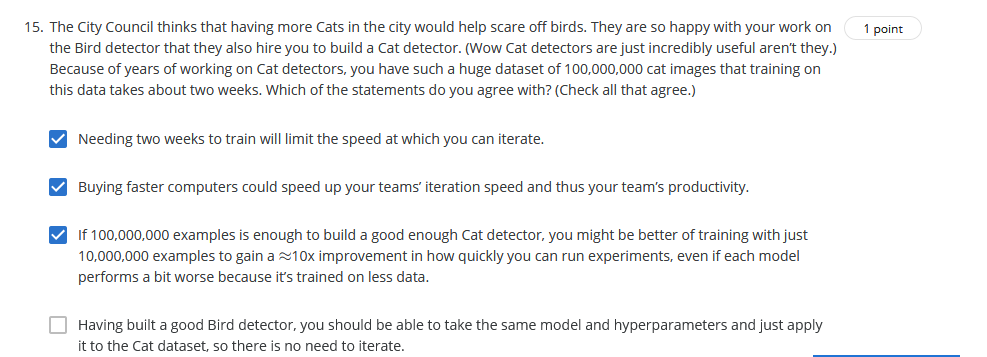 15. The City Council thinks that having more Cats in the city would help scare off birds. They are so happy with your work on
1 point
the Bird detector that they also hire you to build a Cat detector. (Wow Cat detectors are just incredibly useful aren't they.)
Because of years of working on Cat detectors, you have such a huge dataset of 100,000,000 cat images that training on
this data takes about two weeks. Which of the statements do you agree with? (Check all that agree.)
Needing two weeks to train will limit the speed at which you can iterate.
Buying faster computers could speed up your teams' iteration speed and thus your team's productivity.
If 100,000,000 examples is enough to build a good enough Cat detector, you might be better of training with just
10,000,000 examples to gain a ≈10x improvement in how quickly you can run experiments, even if each model
performs a bit worse because it's trained on less data.
Having built a good Bird detector, you should be able to take the same model and hyperparameters and just apply
it to the Cat dataset, so there is no need to iterate.